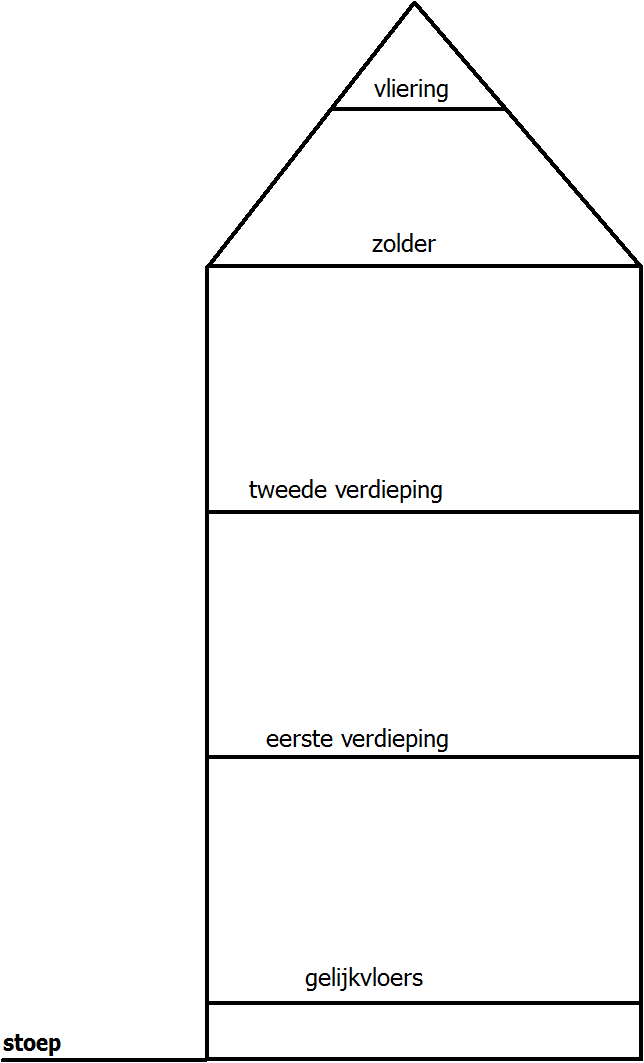 vliering
zolder
tweede verdieping
eerste verdieping
gelijkvloers
stoep